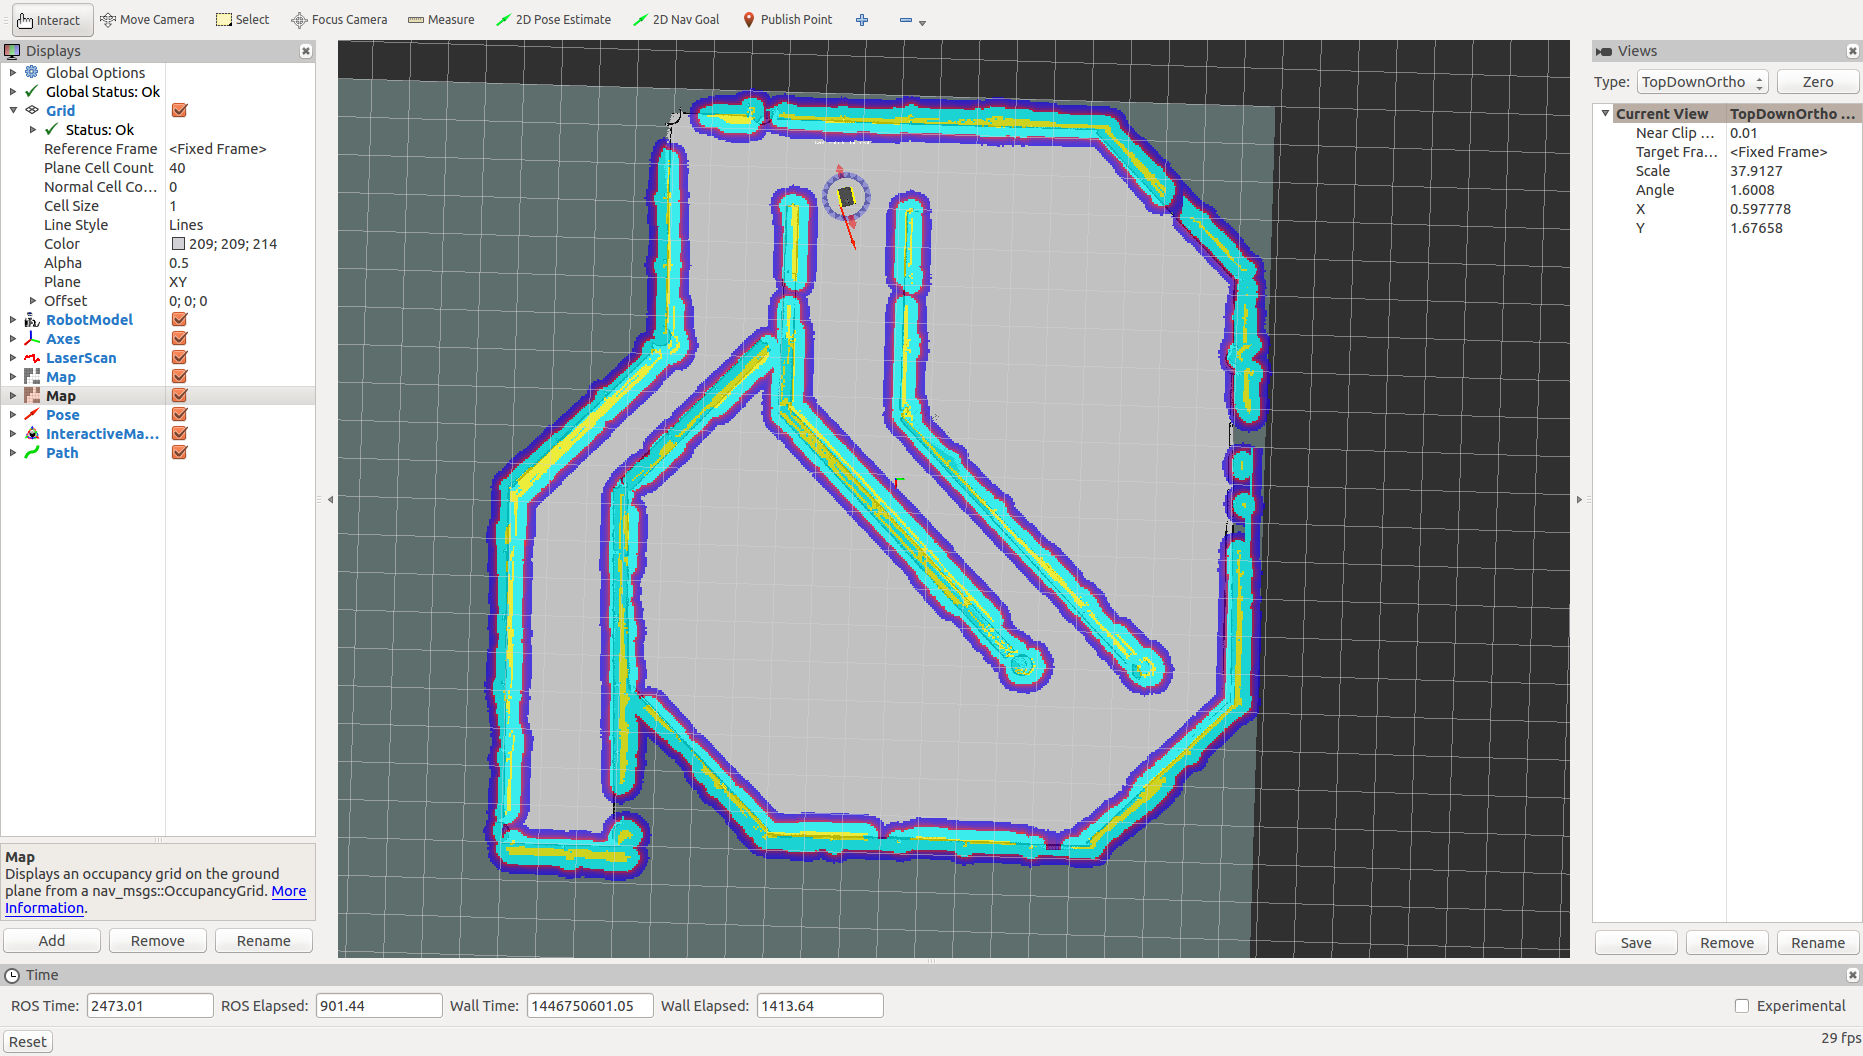 Interact
Move Camera
Select
Focus Camera
Measure
2D Pose Estimate
2D Nav Goal
Publish Point
Displays
Global Options
Global Status: Ok
Grid
Status: Ok
Reference Frame <Fixed Frame>
Plane Cell Count 40
Normal Cell Co... 0
Cell Size 1
Line Style Lines
Color 209; 209; 214
Alpha 0.5
Plane XY
Offset 0; 0; 0
RobotModel
Axes
LaserScan
Map
Map
Pose
InteractiveMa...
Path
Map
Displays an occupancy grid on the ground
plane from a nav_msgs::OccupancyGrid. More
Information.
Add
Remove
Rename
Views
Type: TopDownOrtho
Zero
Current View TopDownOrtho ...
Near Clip ... 0.01
Target Fra... <Fixed Frame>
Scale 37.9127
Angle 1.6008
X 0.597778
Y 1.67658
Save
Remove
Rename
Time
ROS Time: 2473.01
ROS Elapsed: 901.44
Wall Time: 1446750601.05
Wall Elapsed: 1413.64
Experimental
Reset
29 fps